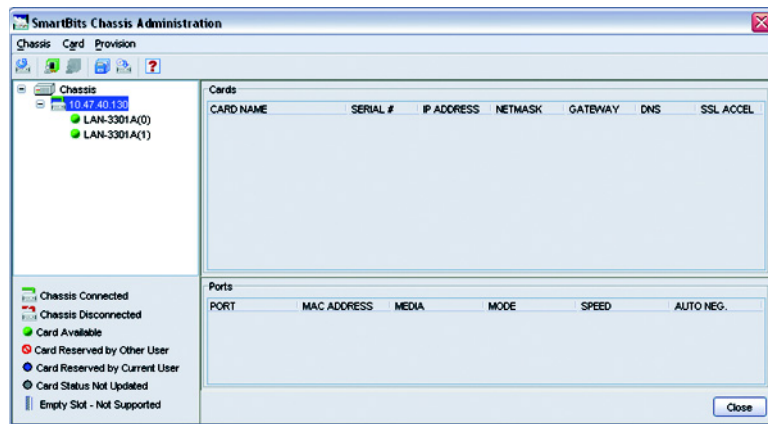 SmartBits Chassis Administration
Chassis Card Provision
Chassis
10.47.40.130
LAN-3301A(0)
LAN-3301A(1)
Chassis Connected
Chassis Disconnected
Card Available
Card Reserved by Other User
Card Reserved by Current User
Card Status Not Updated
Empty Slot - Not Supported
Cards
CARD NAME SERIAL # IP ADDRESS NETMASK GATEWAY DNS SSL ACCEL
Ports
PORT MAC ADDRESS MEDIA MODE SPEED AUTO NEG.
Close